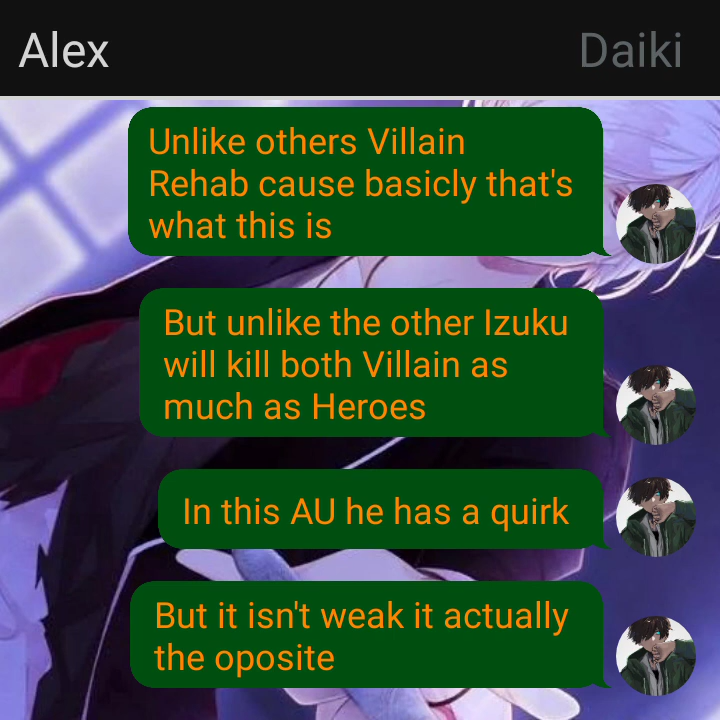 Alex
Daiki
Unlike others Villain
Rehab cause basicly that's
what this is
But unlike the other Izuku
will kill both Villain as
much as Heroes
In this AU he has a quirk
But it isn't weak it actually
the oposite